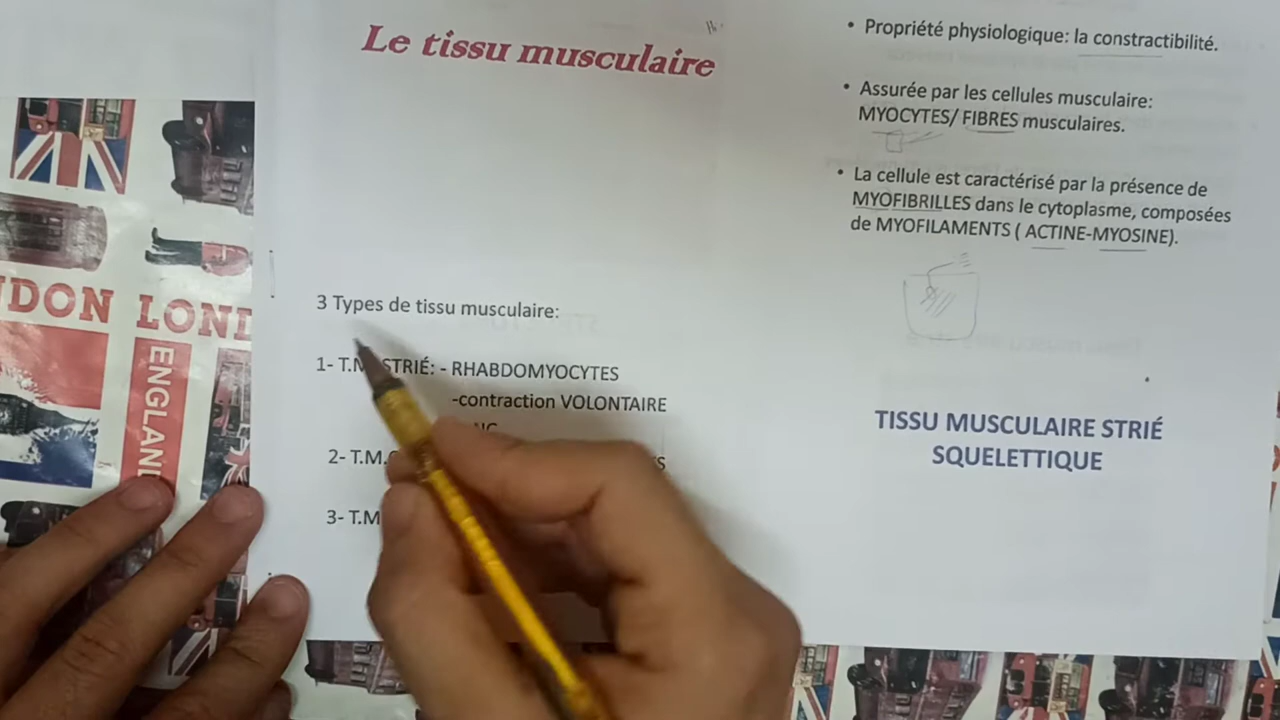 Le tissu musculaire
3 Types de tissu musculaire:
1- T.M STRIÉ: - RHABDOMYOCYTES
-contraction VOLONTAIRE
2- T.M.
3- T.M
• Propriété physiologique: la constractibilité.
• Assurée par les cellules musculaire:
MYOCYTES/ FIBRES musculaires.
• La cellule est caractérisé par la présence de
MYOFIBRILLES dans le cytoplasme, composées
de MYOFILAMENTS ( ACTINE-MYOSINE).
TISSU MUSCULAIRE STRIÉ
SQUELETTIQUE
NDON LOND
ENGLAND